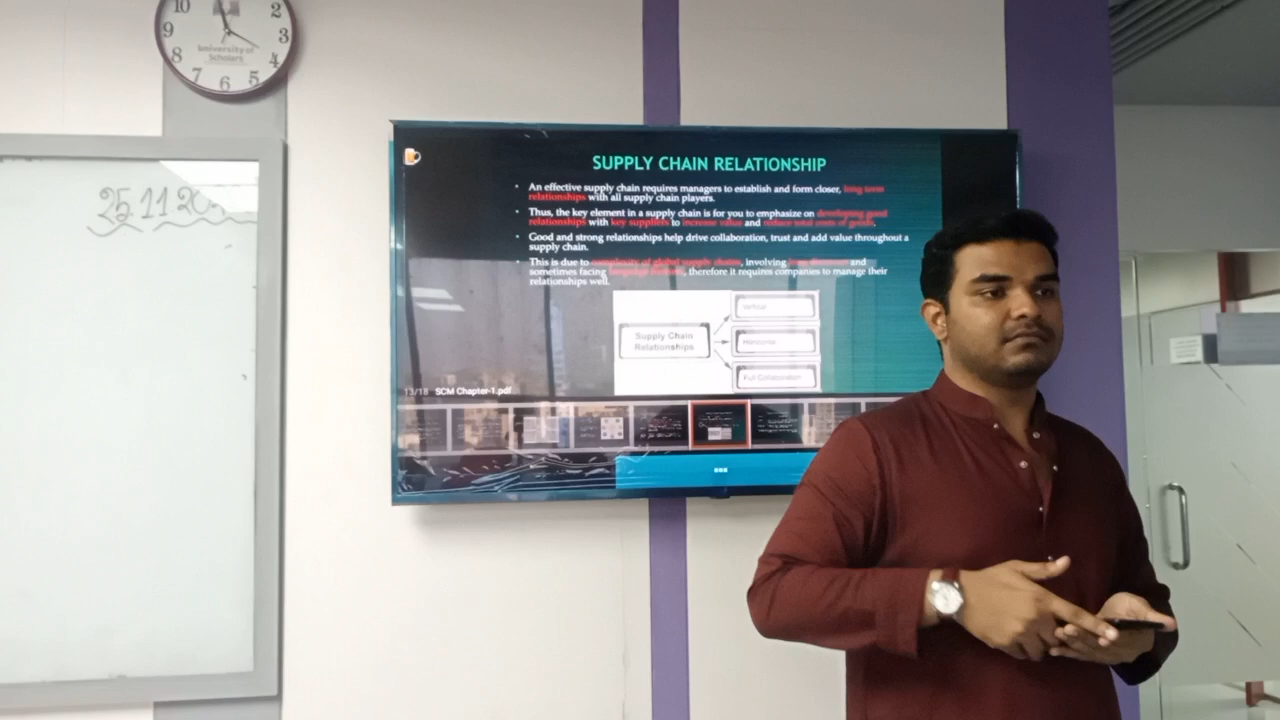 10 2
9 3
8 4
7 6 5
University of
Scholars
25 11 20
SUPPLY CHAIN RELATIONSHIP
• An effective supply chain requires managers to establish and form closer, long term
relationships with all supply chain players.
• Thus, the key element in a supply chain is for you to emphasize on developing good
relationships with key suppliers to increase value and reduce total costs of goods.
• Good and strong relationships help drive collaboration, trust and add value throughout a
supply chain.
• This is due to complexity of global supply chains, involving long distances and
sometimes facing language barriers, therefore it requires companies to manage their
relationships well.
Supply Chain
Relationships
Vertical
Horizontal
Full Collaboration
13/18 SCM Chapter-1.pdf